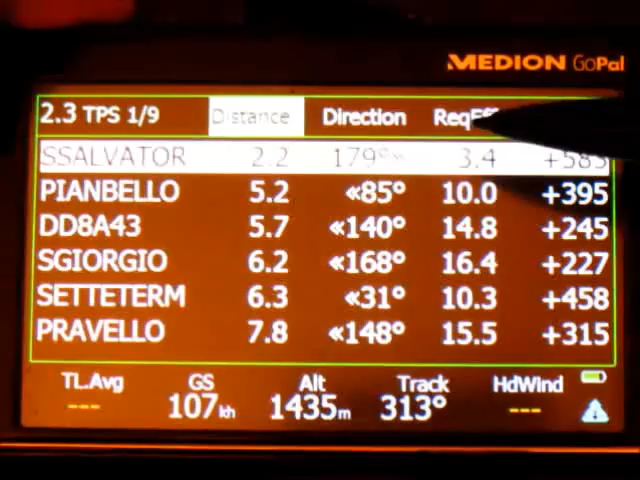 MEDION GoPal
2.3 TPS 1/9 Distance Direction ReqEff
SSALVATOR 2.2 179° 3.4 +585
PIANBELLO 5.2 «85° 10.0 +395
DD8A43 5.7 «140° 14.8 +245
SGIORGIO 6.2 «168° 16.4 +227
SETTETERM 6.3 «31° 10.3 +458
PRAVELLO 7.8 «148° 15.5 +315
TL.Avg GS Alt Track HdWind
--- 107kh 1435m 313° ---